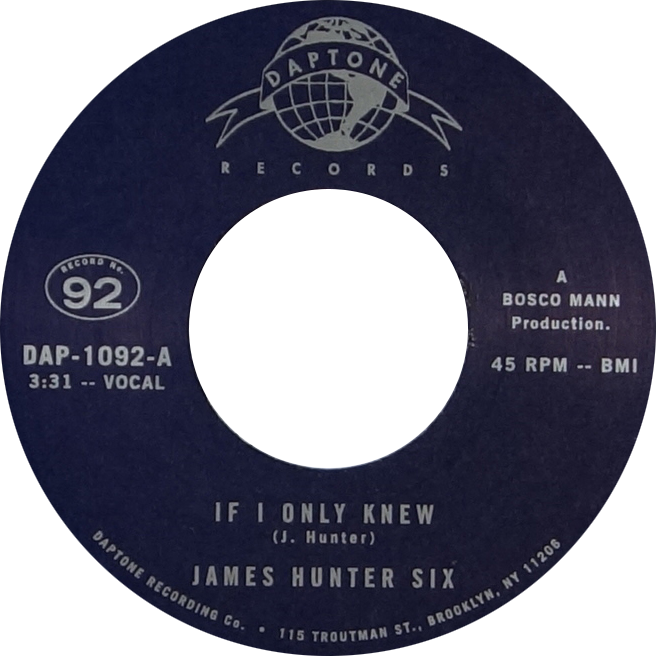 DAPTONE
RECORDS
RECORD No.
92
DAP-1092-A
3:31 -- VOCAL
A
BOSCO MANN
Production.
45 RPM -- BMI
IF I ONLY KNEW
(J. Hunter)
JAMES HUNTER SIX
DAPTONE RECORDING Co. • 115 TROUTMAN ST., BROOKLYN, NY 11206